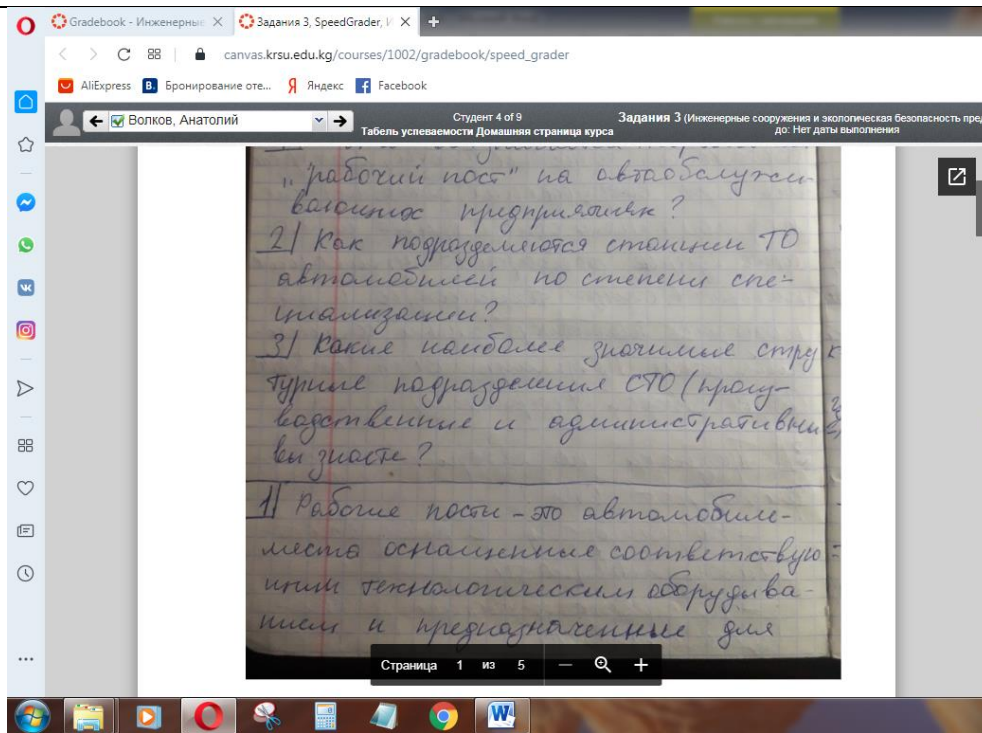 Gradebook - Инженерны
Задания 3, SpeedGrader, И
canvas.krsu.edu.kg/courses/1002/gradebook/speed_grader
AliExpress
B. Бронирование оте...
Я Яндекс
Facebook
Волков, Анатолий
Студент 4 of 9
Табель успеваемости Домашняя страница курса
Задания 3 (Инженерные сооружения и экологическая безопасность пред
до: Нет даты выполнения
„рабочий пост" на автаобслужи
вающих предприятиях?
2) Как подразделяются станции ТО
автомобилей по степени спе-
циализации?
3) Какие наиболее значимые струк
турные подразделения СТО (произ-
водственные и административные
вы знаете?
1) Рабочие посты - это автомобиле-
места оснащенные соответствую-
щим технологическим оборудыва-
нием и предназначенные для
Страница 1 из 5